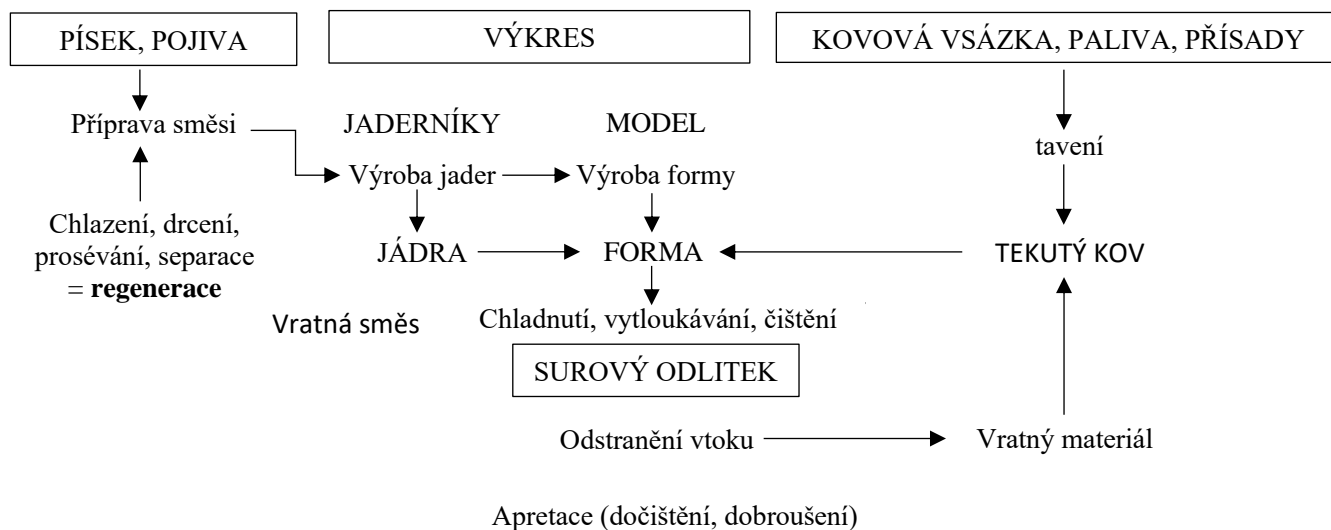 PÍSEK, POJIVA
VÝKRES
KOVOVÁ VSÁZKA, PALIVA, PŘÍSADY
Příprava směsi
JADERNÍKY
MODEL
tavení
Výroba jader
Výroba formy
Chlazení, drcení,
prosévání, separace
= regenerace
JÁDRA
FORMA
TEKUTÝ KOV
Vratná směs
Chladnutí, vytloukávání, čištění
SUROVÝ ODLITEK
Odstranění vtoku
Vratný materiál
Apretace (dočištění, dobroušení)